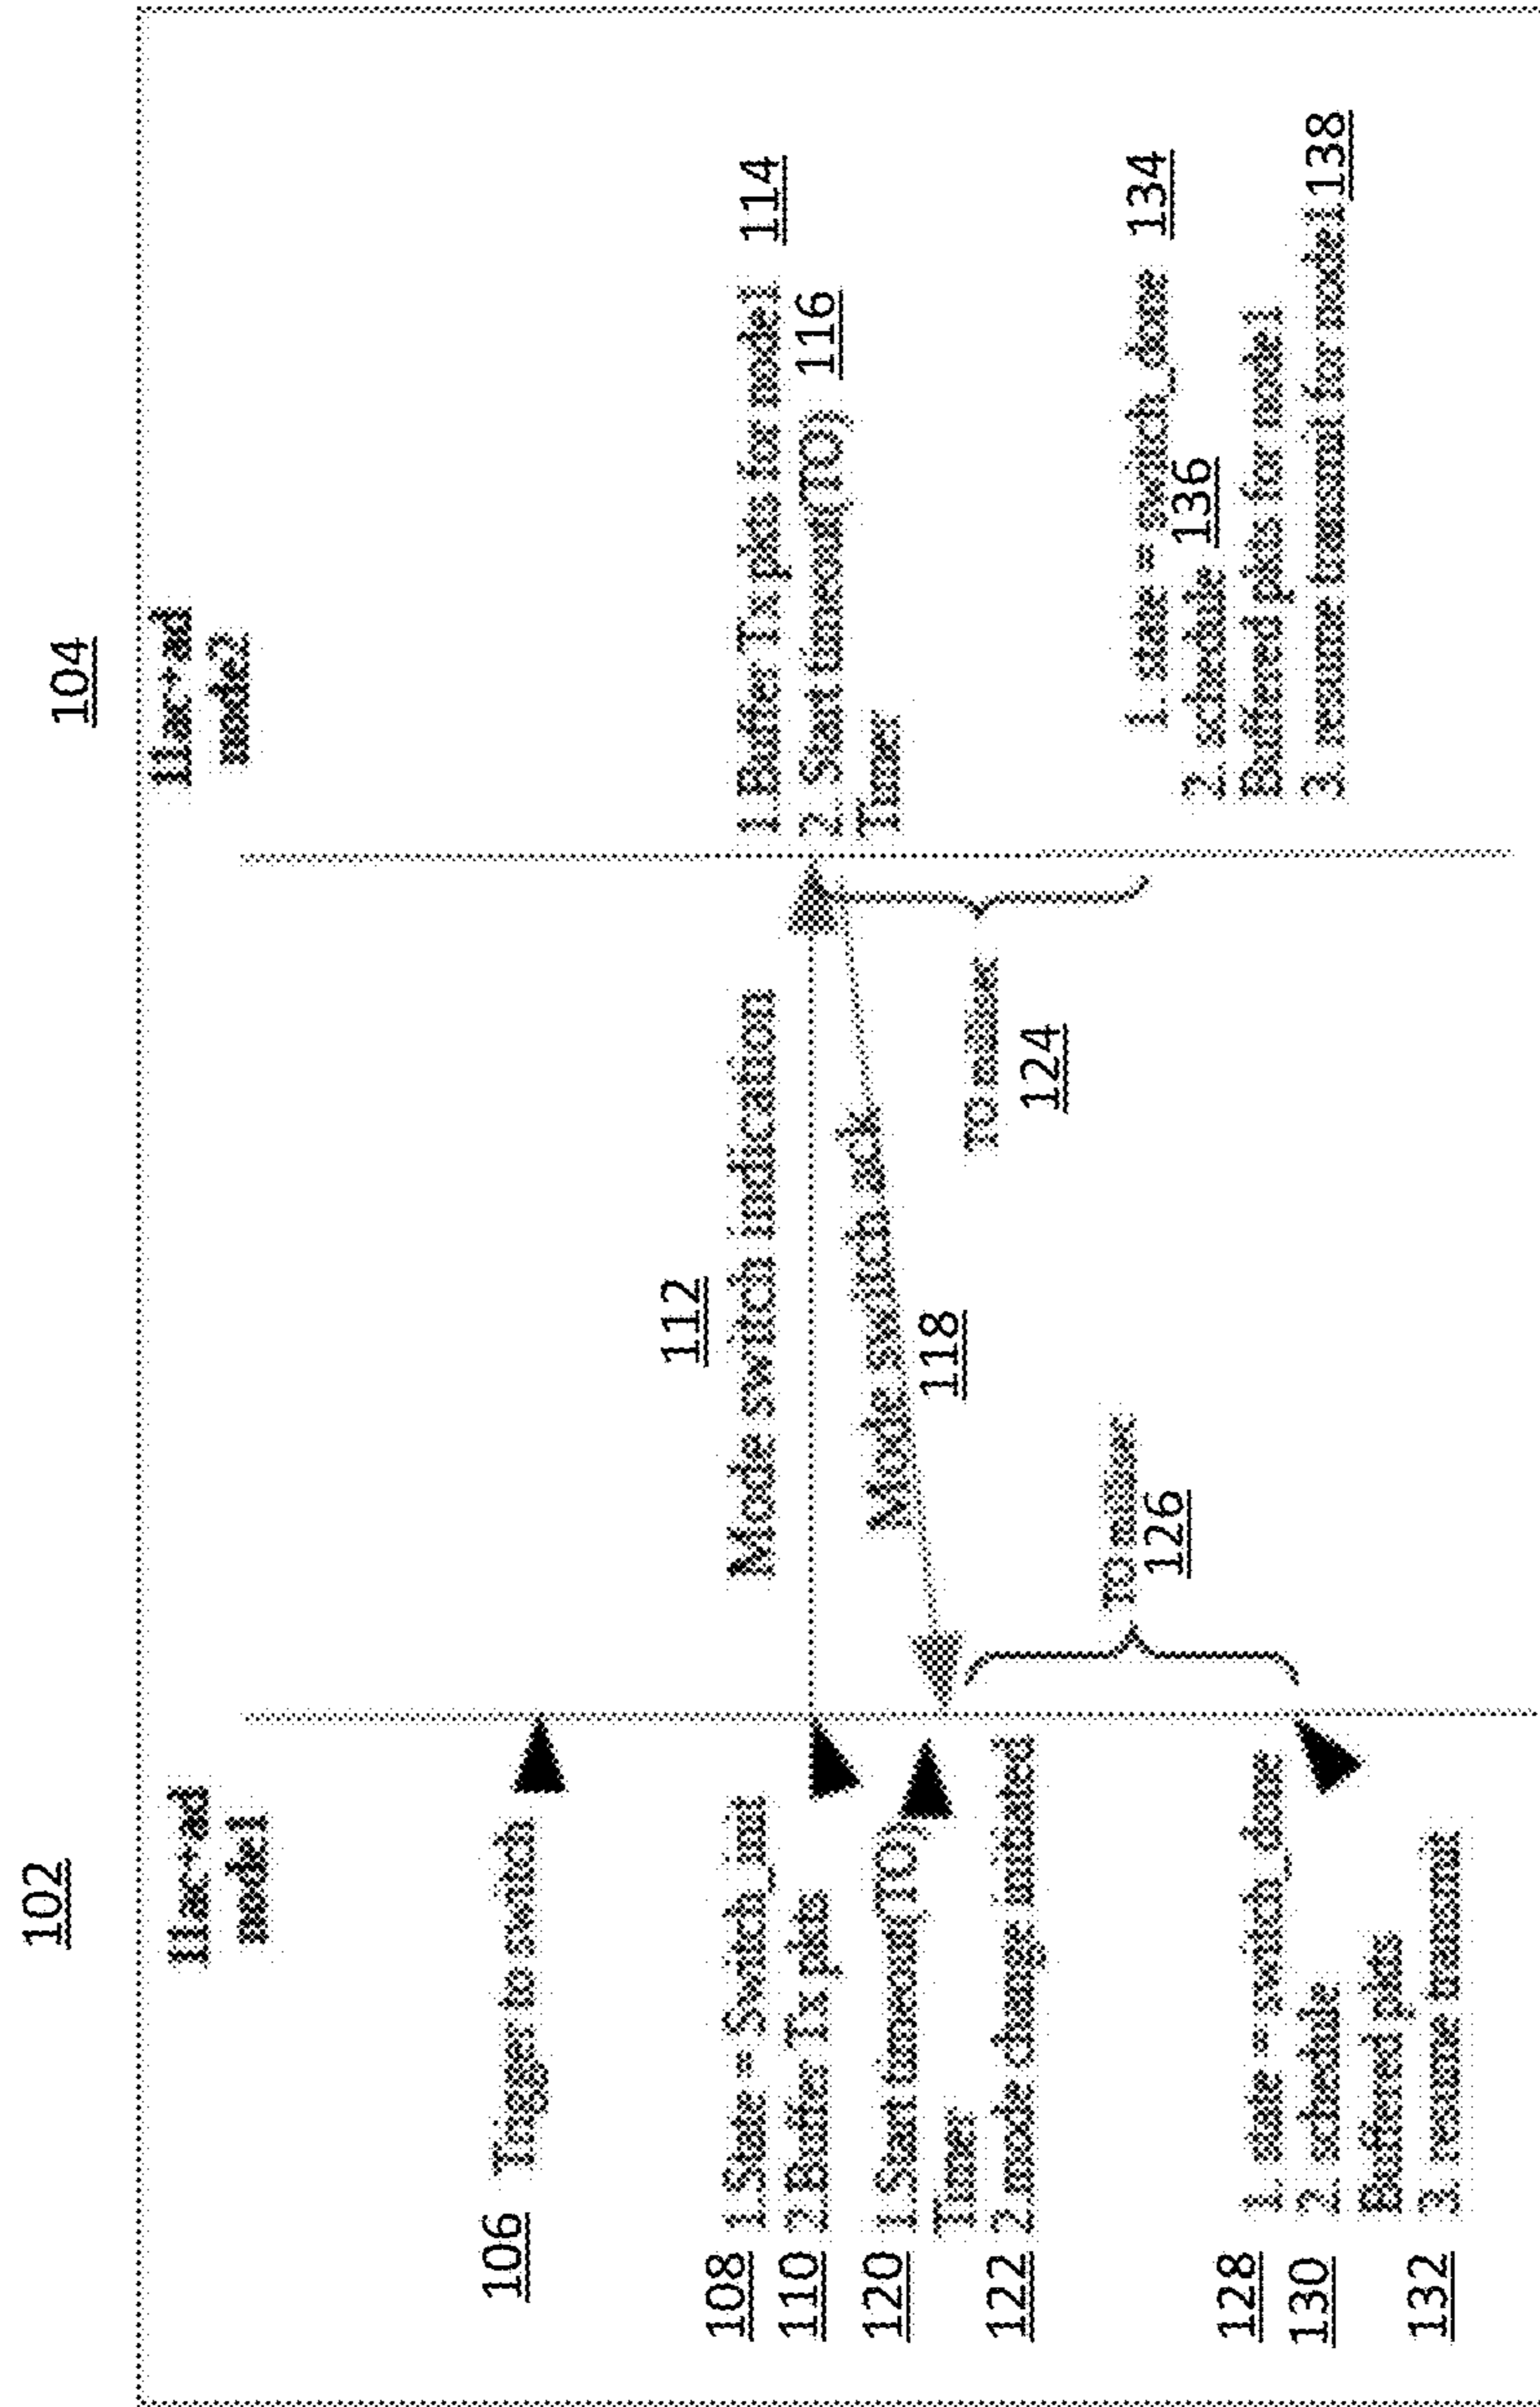 102
104
11ac+ad
node1
11ac+ad
node2
106 Trigger to switch
112
Mode switch indication
108 1.State = Switch_init
110 2.Buffer Tx pkts
1.Buffer Tx pkts for node1 114
2. Start timeout(TO) 116
Timer
Mode switch ack
118
120 1.Start timeout(TO)
Timer
122 2.mode change initiated
TO millsec
124
TO millsec
126
128 1. state = switch_done
130 2. schedule
Buffered pkts
132 3. resume transmit
1. state = switch_done 134
2. schedule 136
Buffered pkts for node1
3. resume transmit for node1 138